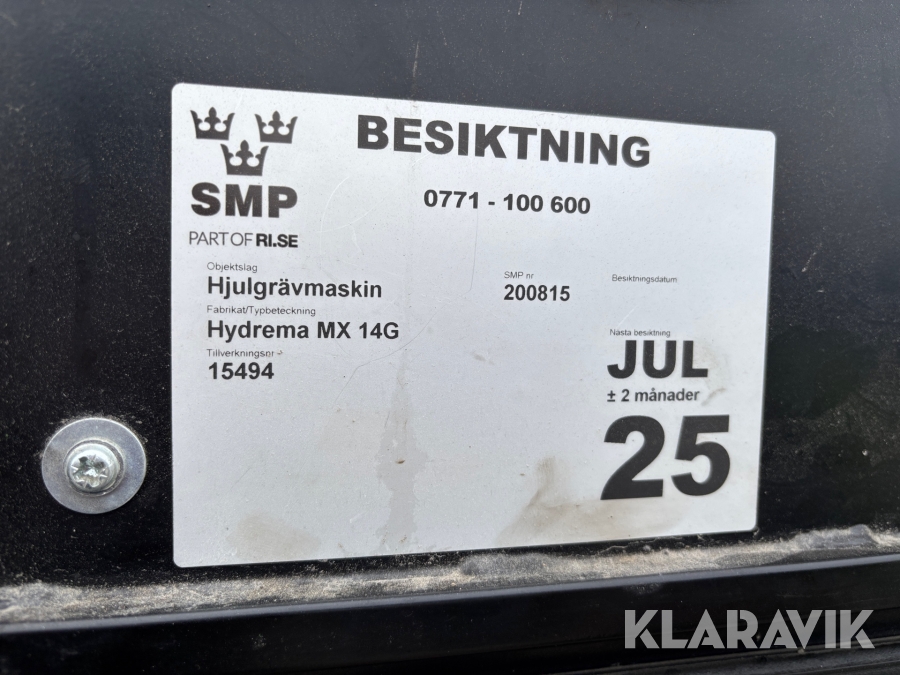 BESIKTNING
SMP
PART OF RI.SE
0771 - 100 600
Objektslag
Hjulgrävmaskin
Fabrikat/Typbeteckning
Hydrema MX 14G
Tillverkningsnr ->
15494
SMP nr
200815
Besiktningsdatum
Nästa besiktning
JUL
± 2 månader
25
KLARAVIK